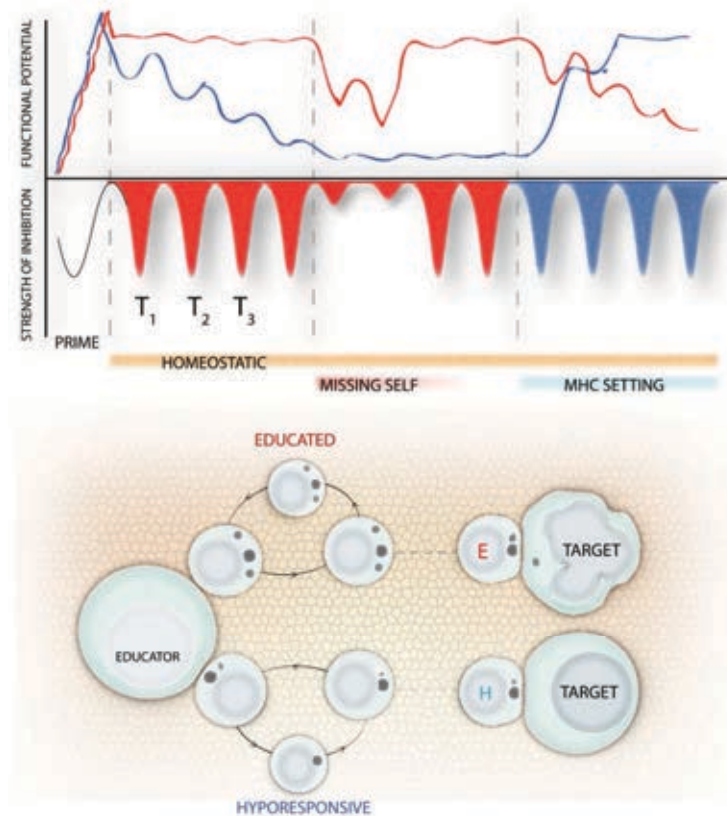 FUNCTIONAL POTENTIAL
STRENGTH OF INHIBITION
T1 T2 T3
PRIME
HOMEOSTATIC
MISSING SELF
MHC SETTING
EDUCATED
E
TARGET
EDUCATOR
H
TARGET
HYPORESPONSIVE